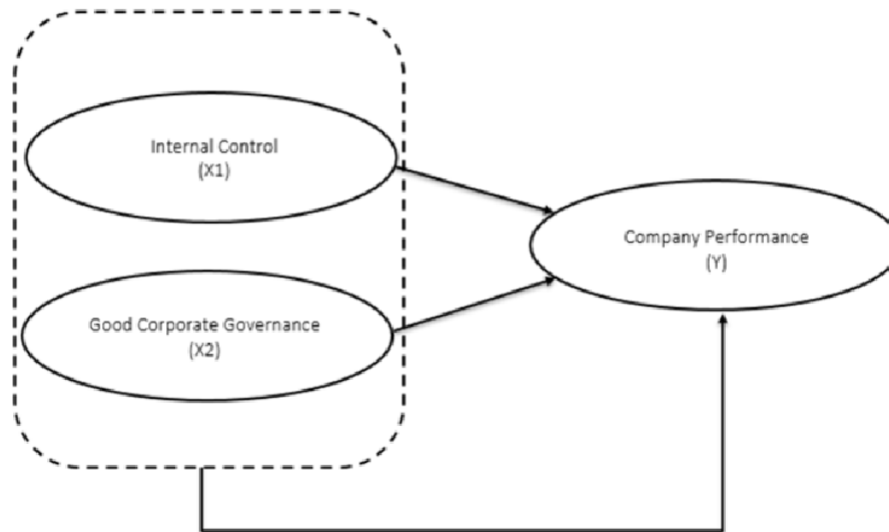 Internal Control
(X1)
Company Performance
(Y)
Good Corporate Governance
(X2)